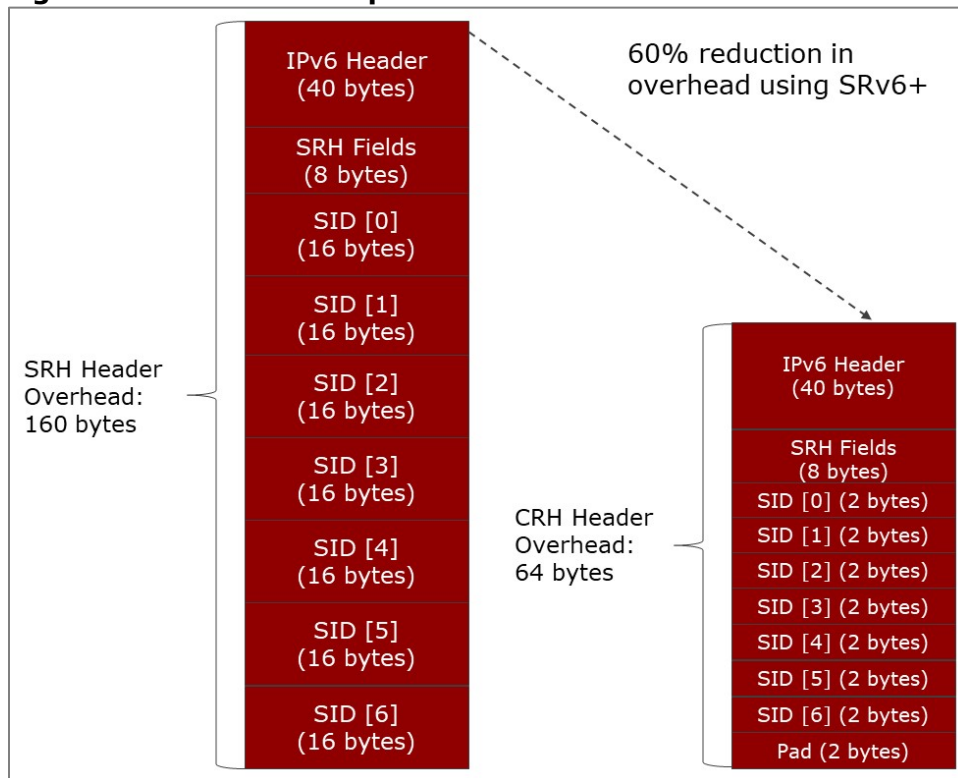 60% reduction in
overhead using SRv6+
IPv6 Header
(40 bytes)
SRH Fields
(8 bytes)
SID [0]
(16 bytes)
SID [1]
(16 bytes)
SID [2]
(16 bytes)
SID [3]
(16 bytes)
SID [4]
(16 bytes)
SID [5]
(16 bytes)
SID [6]
(16 bytes)
SRH Header
Overhead:
160 bytes
IPv6 Header
(40 bytes)
SRH Fields
(8 bytes)
SID [0] (2 bytes)
SID [1] (2 bytes)
SID [2] (2 bytes)
SID [3] (2 bytes)
SID [4] (2 bytes)
SID [5] (2 bytes)
SID [6] (2 bytes)
Pad (2 bytes)
CRH Header
Overhead:
64 bytes